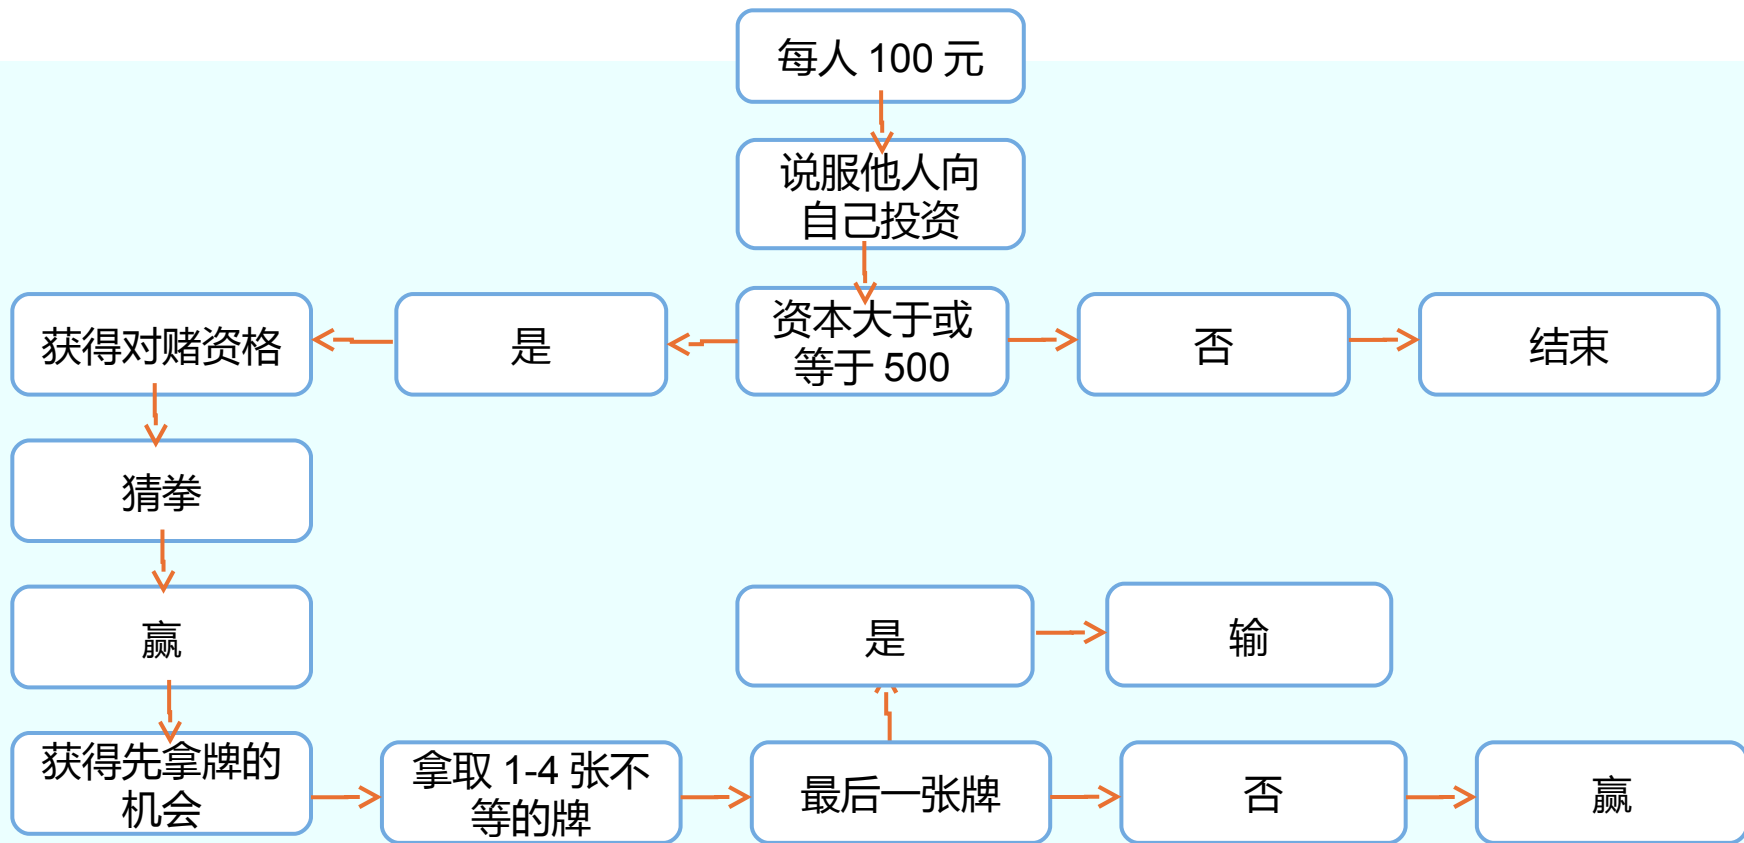 每人 100 元
说服他人向
自己投资
获得对赌资格
是
资本大于或
等于 500
否
结束
猜拳
赢
是
输
获得先拿牌的
机会
拿取 1-4 张不
等的牌
最后一张牌
否
赢